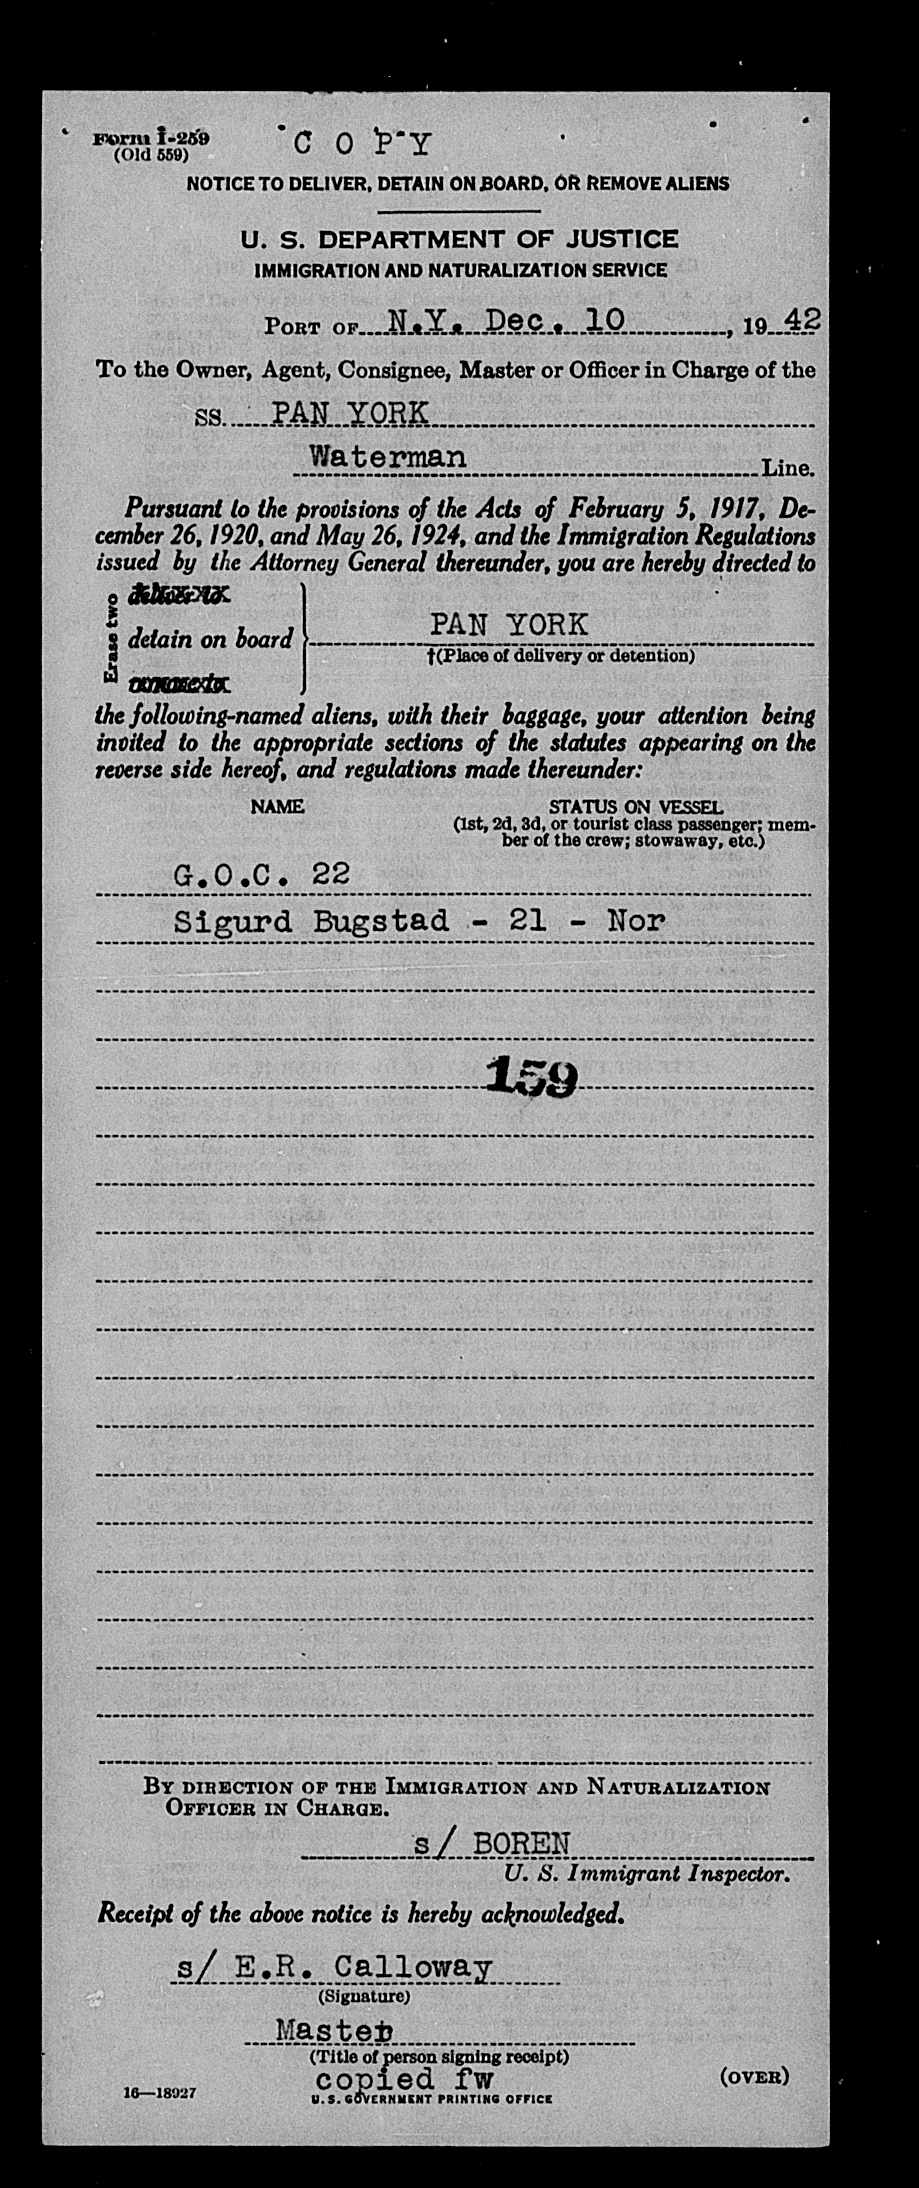 Form I-259
(Old 559)
C O P Y
NOTICE TO DELIVER, DETAIN ON BOARD, OR REMOVE ALIENS
U. S. DEPARTMENT OF JUSTICE
IMMIGRATION AND NATURALIZATION SERVICE
PORT OF N.Y. Dec. 10, 19 42
To the Owner, Agent, Consignee, Master or Officer in Charge of the
SS. PAN YORK
Waterman Line.
Pursuant to the provisions of the Acts of February 5, 1917, De-
cember 26, 1920, and May 26, 1924, and the Immigration Regulations
issued by the Attorney General thereunder, you are hereby directed to
Erase two
detain on board
PAN YORK
†(Place of delivery or detention)
the following-named aliens, with their baggage, your attention being
invited to the appropriate sections of the statutes appearing on the
reverse side hereof, and regulations made thereunder:
NAME STATUS ON VESSEL
(1st, 2d, 3d, or tourist class passenger; mem-
ber of the crew; stowaway, etc.)
G.O.C. 22
Sigurd Bugstad - 21 - Nor
159
BY DIRECTION OF THE IMMIGRATION AND NATURALIZATION
OFFICER IN CHARGE.
s/ BOREN
U. S. Immigrant Inspector.
Receipt of the above notice is hereby acknowledged.
s/ E.R. Calloway
(Signature)
Master
(Title of person signing receipt)
copied fw
(OVER)
16—18927
U. S. GOVERNMENT PRINTING OFFICE